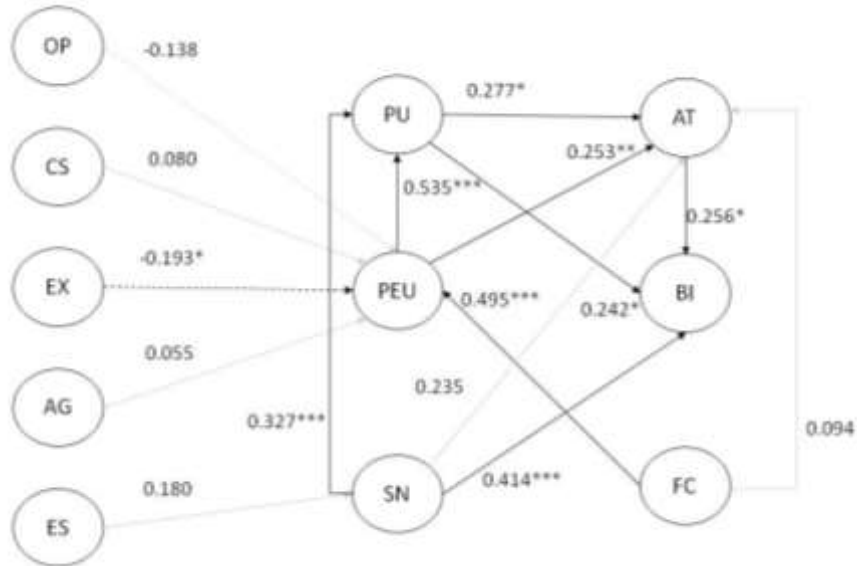 OP
-0.138
PU
0.277*
AT
CS
0.080
0.253**
0.535***
0.256*
EX
-0.193*
PEU
0.495***
0.242*
BI
AG
0.055
0.235
0.327***
0.094
ES
0.180
SN
0.414***
FC